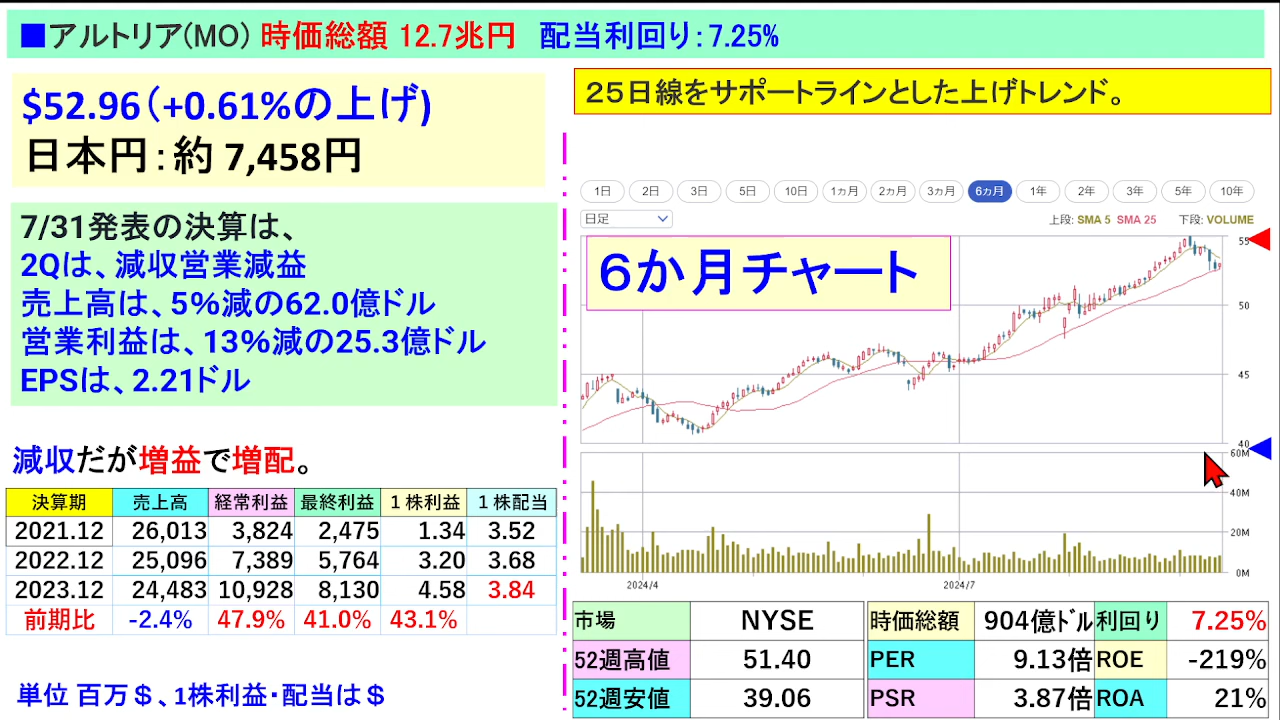 ■アルトリア(MO) 時価総額 12.7兆円 配当利回り:7.25%
$52.96(+0.61%の上げ)
日本円:約 7,458円
7/31発表の決算は、
2Qは、減収営業減益
売上高は、5%減の62.0億ドル
営業利益は、13%減の25.3億ドル
EPSは、2.21ドル
減収だが増益で増配。
決算期 売上高 経常利益 最終利益 1株利益 1株配当
2021.12 26,013 3,824 2,475 1.34 3.52
2022.12 25,096 7,389 5,764 3.20 3.68
2023.12 24,483 10,928 8,130 4.58 3.84
前期比 -2.4% 47.9% 41.0% 43.1%
単位 百万$、1株利益・配当は$
25日線をサポートラインとした上げトレンド。
1日 2日 3日 5日 10日 1ヵ月 2ヵ月 3ヵ月 6ヵ月 1年 2年 3年 5年 10年
日足 上段: SMA 5 SMA 25 下段: VOLUME
6か月チャート
55
50
45
40
60M
40M
20M
0M
2024/4 2024/7
市場 NYSE 時価総額 904億ドル 利回り 7.25%
52週高値 51.40 PER 9.13倍 ROE -219%
52週安値 39.06 PSR 3.87倍 ROA 21%